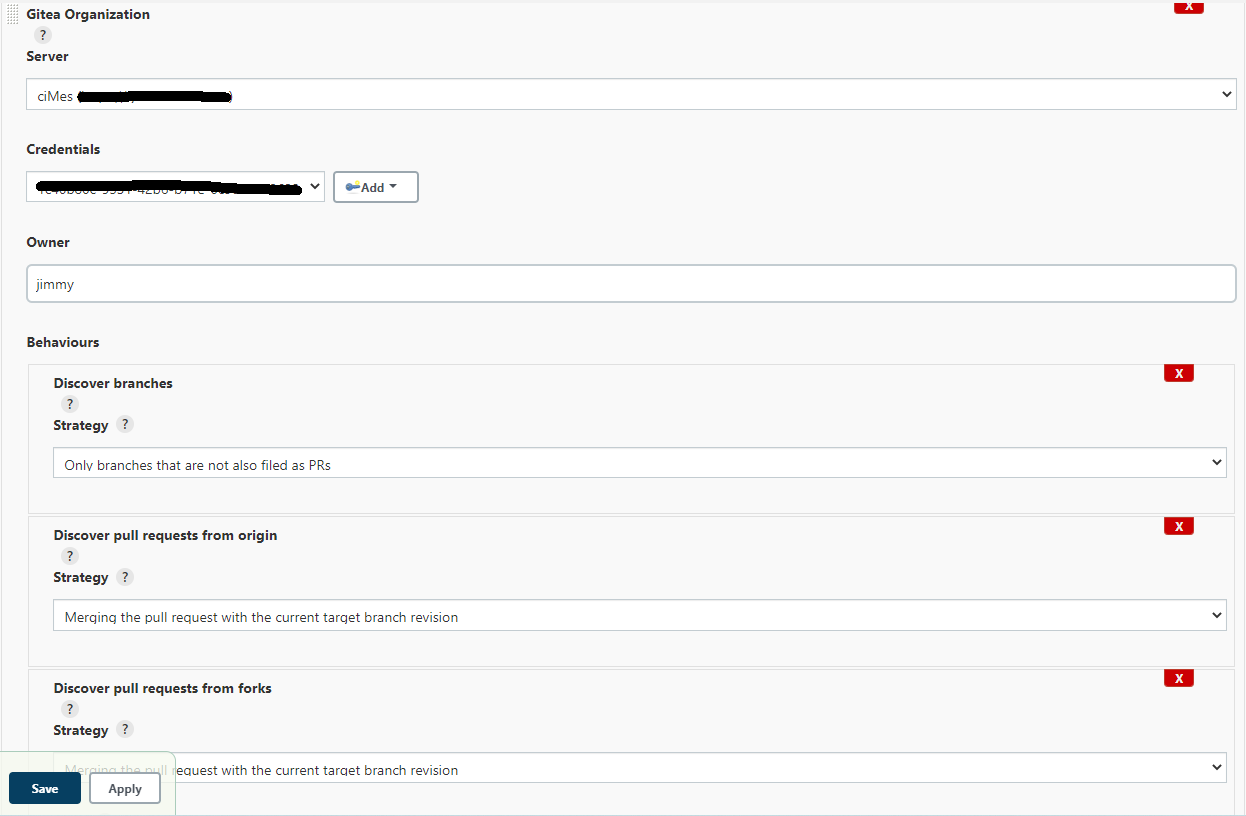 Gitea Organization
X
?
Server
ciMes
Credentials
Add
Owner
jimmy
Behaviours
Discover branches
X
?
Strategy ?
Only branches that are not also filed as PRs
Discover pull requests from origin
X
?
Strategy ?
Merging the pull request with the current target branch revision
Discover pull requests from forks
X
?
Strategy ?
Merging the pull request with the current target branch revision
Save Apply